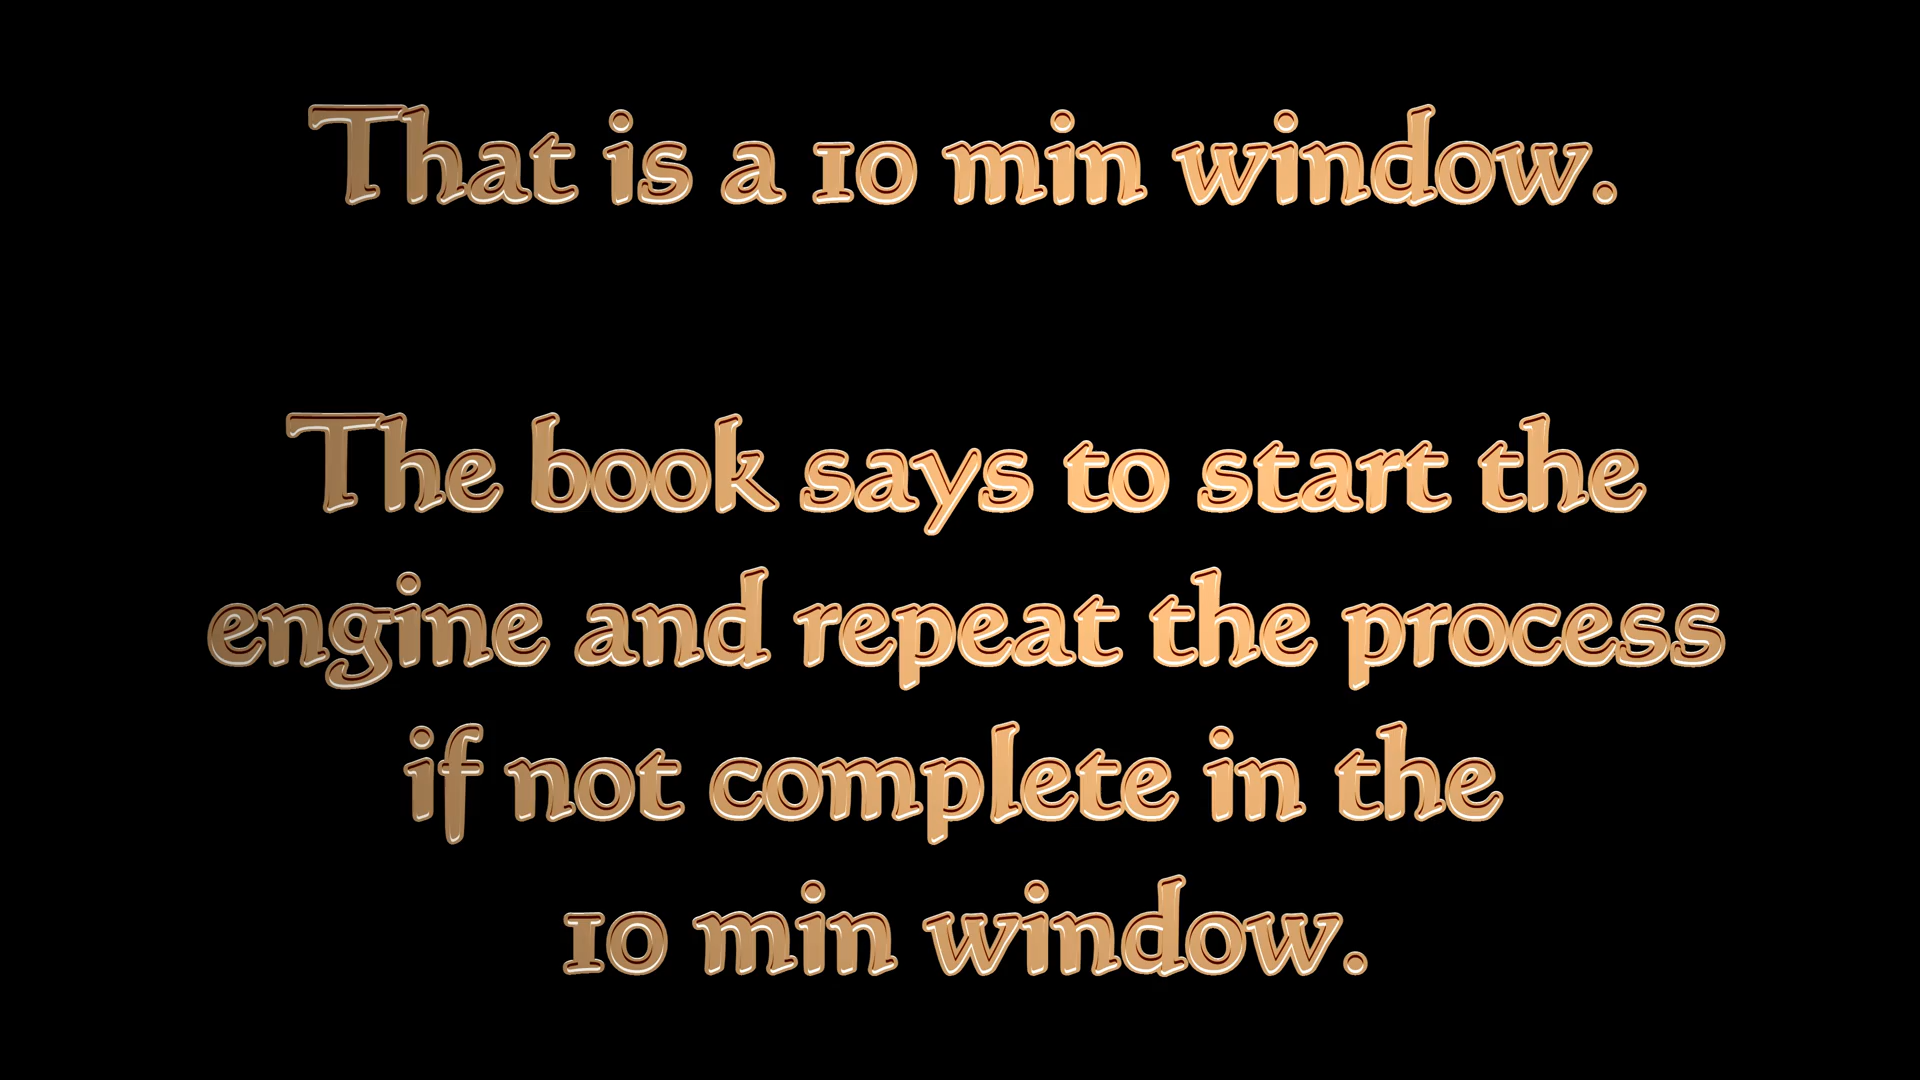 That is a 10 min window.
The book says to start the
engine and repeat the process
if not complete in the
10 min window.